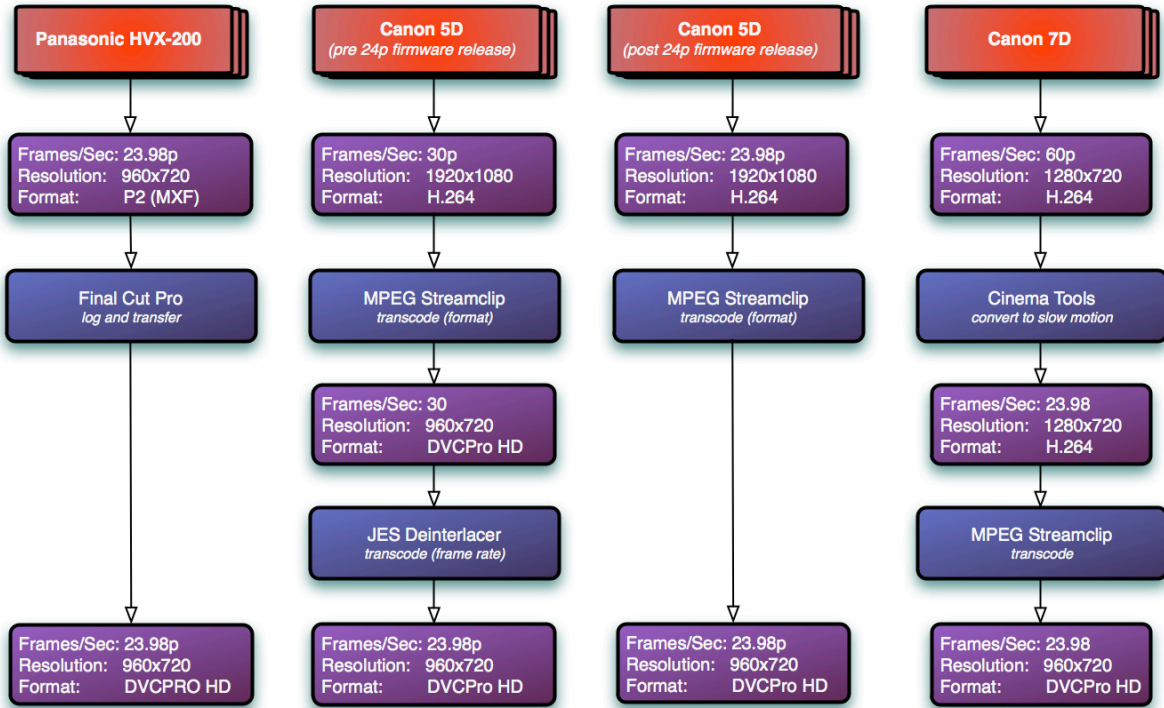 Panasonic HVX-200
Frames/Sec: 23.98p
Resolution: 960x720
Format: P2 (MXF)
Final Cut Pro
log and transfer
Frames/Sec: 23.98p
Resolution: 960x720
Format: DVCPRO HD
Canon 5D
(pre 24p firmware release)
Frames/Sec: 30p
Resolution: 1920x1080
Format: H.264
MPEG Streamclip
transcode (format)
Frames/Sec: 30
Resolution: 960x720
Format: DVCPro HD
JES Deinterlacer
transcode (frame rate)
Frames/Sec: 23.98p
Resolution: 960x720
Format: DVCPro HD
Canon 5D
(post 24p firmware release)
Frames/Sec: 23.98p
Resolution: 1920x1080
Format: H.264
MPEG Streamclip
transcode (format)
Frames/Sec: 23.98p
Resolution: 960x720
Format: DVCPro HD
Canon 7D
Frames/Sec: 60p
Resolution: 1280x720
Format: H.264
Cinema Tools
convert to slow motion
Frames/Sec: 23.98
Resolution: 1280x720
Format: H.264
MPEG Streamclip
transcode
Frames/Sec: 23.98
Resolution: 960x720
Format: DVCPro HD